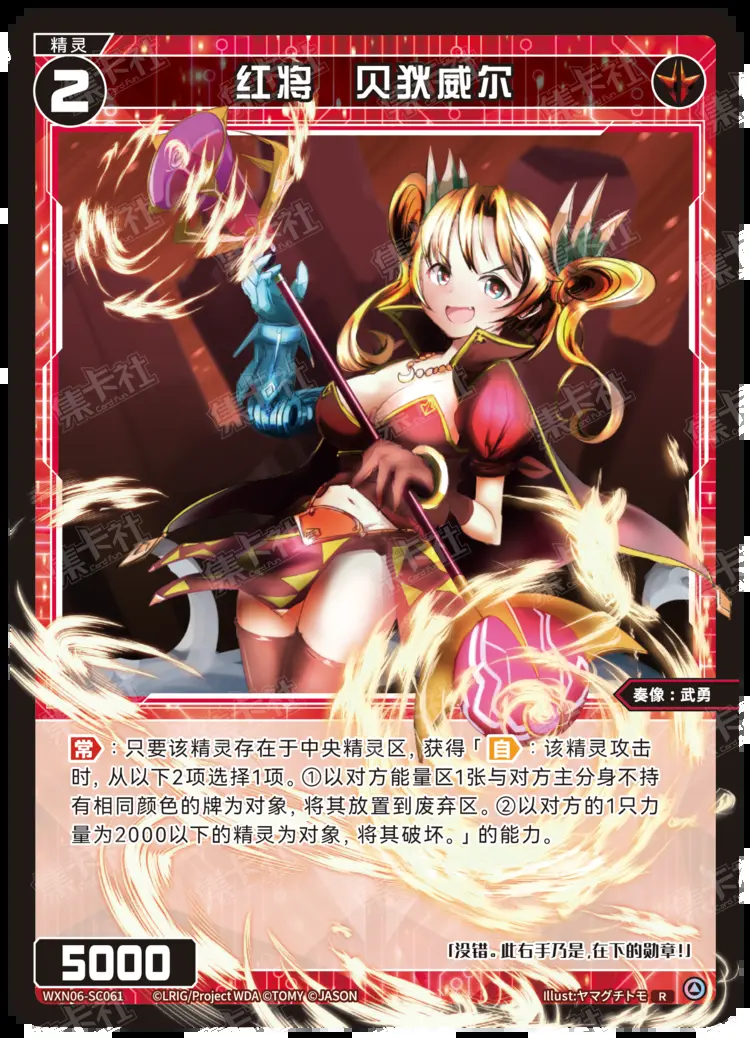 精灵
2
红将 贝狄威尔
奏像：武勇
常：只要该精灵存在于中央精灵区，获得「自：该精灵攻击
时，从以下2项选择1项。①以对方能量区1张与对方主分身不持
有相同颜色的牌为对象，将其放置到废弃区。②以对方的1只力
量为2000以下的精灵为对象，将其破坏。」的能力。
「没错。此右手乃是，在下的勋章！」
5000
WXN06-SC061 ©LRIG/Project WDA ©TOMY ©JASON Illust:ヤマグチトモ R
集卡社